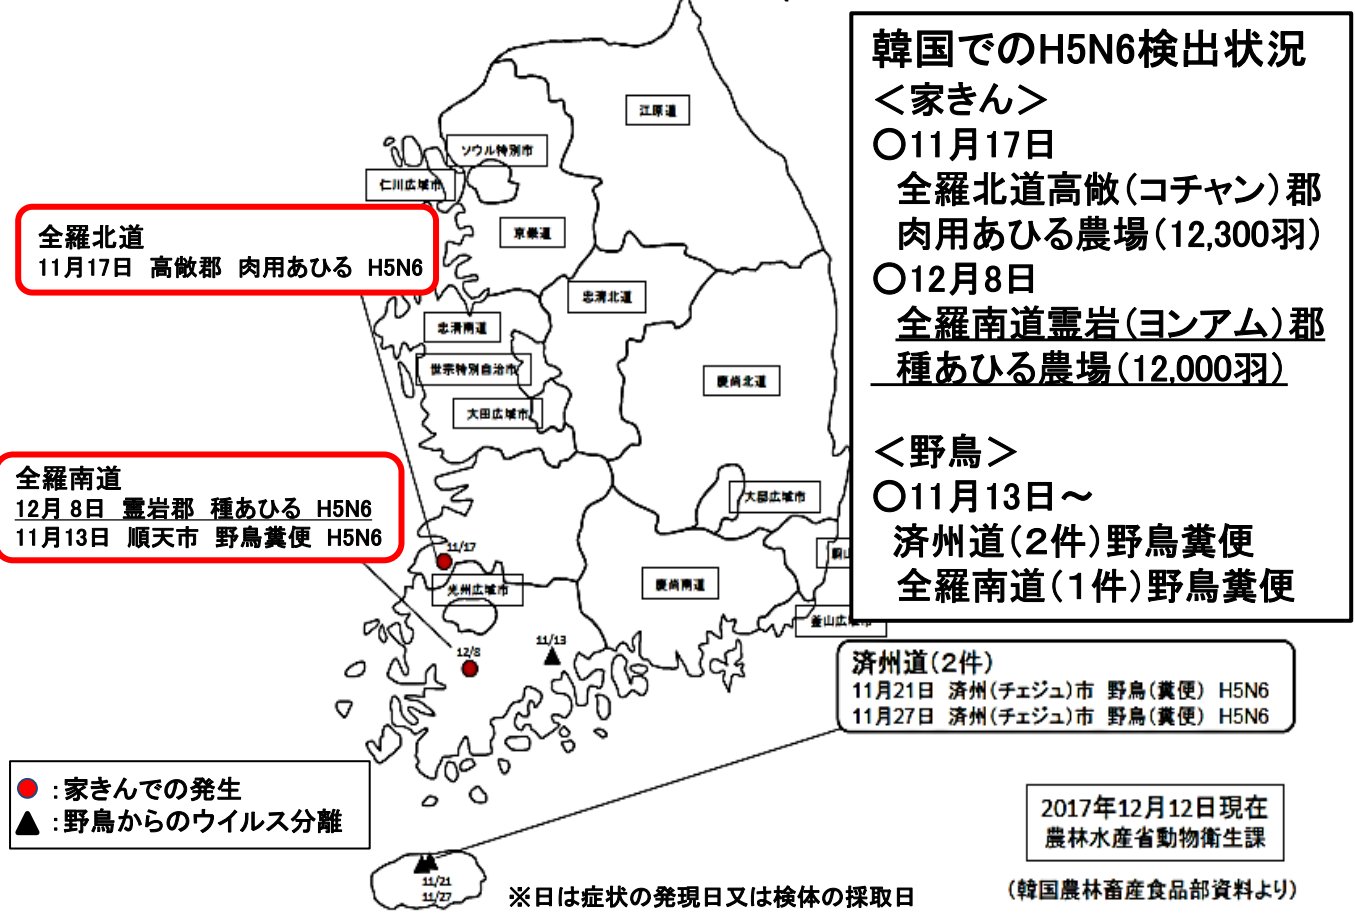 韓国でのH5N6検出状況
＜家きん＞
○11月17日
全羅北道高敞(コチャン)郡
肉用あひる農場(12,300羽)
○12月8日
全羅南道霊岩(ヨンアム)郡
種あひる農場(12,000羽)
＜野鳥＞
○11月13日～
済州道(２件)野鳥糞便
全羅南道(１件)野鳥糞便
江原道
ソウル特別市
仁川広域市
京畿道
全羅北道
11月17日 高敞郡 肉用あひる H5N6
忠清北道
忠清南道
世宗特別自治市
慶尚北道
大田広域市
全羅南道
12月 8日 霊岩郡 種あひる H5N6
11月13日 順天市 野鳥糞便 H5N6
大邱広域市
11/17
光州広域市
慶尚南道
釜山広域市
12/8
11/13
済州道(２件)
11月21日 済州(チェジュ)市 野鳥(糞便) H5N6
11月27日 済州(チェジュ)市 野鳥(糞便) H5N6
●：家きんでの発生
▲：野鳥からのウイルス分離
2017年12月12日現在
農林水産省動物衛生課
11/21
11/27
※日は症状の発現日又は検体の採取日
(韓国農林畜産食品部資料より)